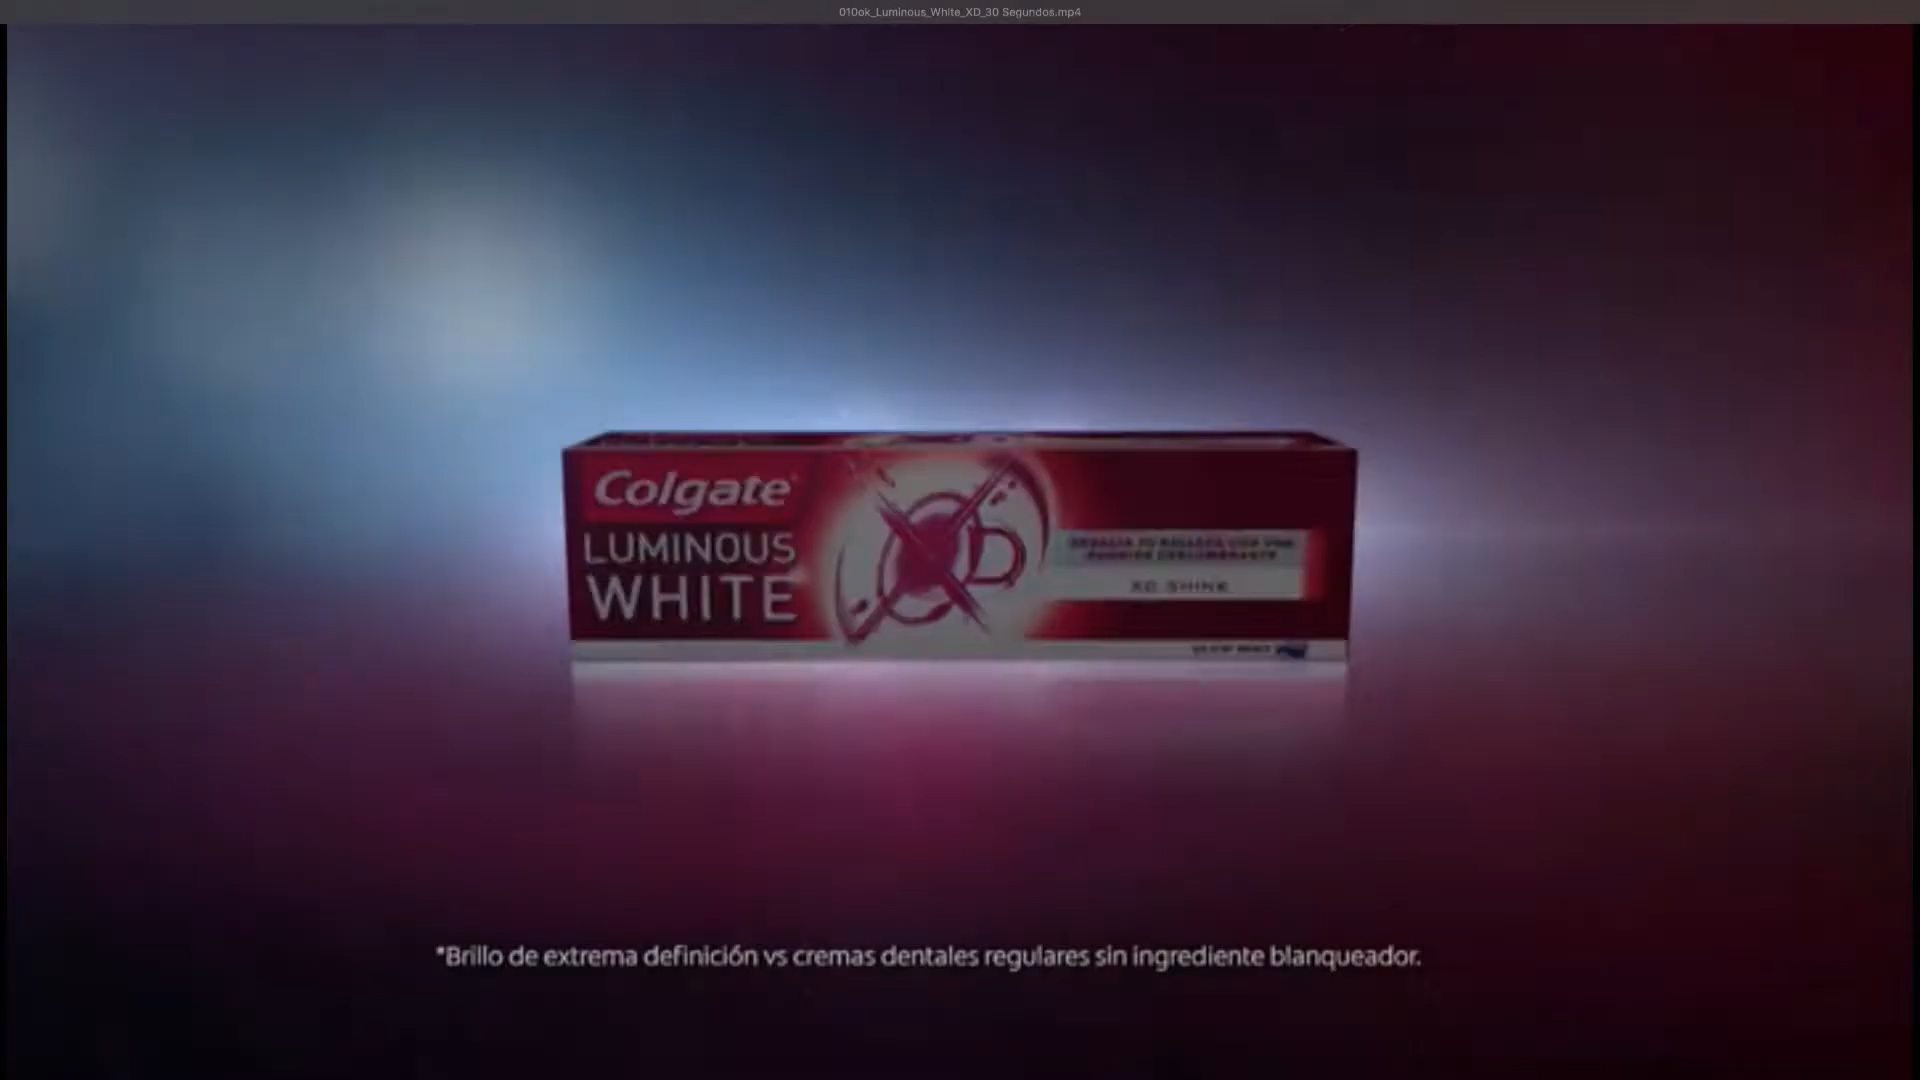 010ok_Luminous_White_XD_30 Segundos.mp4
Colgate
LUMINOUS
WHITE
XD
XD SHINE
*Brillo de extrema definición vs cremas dentales regulares sin ingrediente blanqueador.